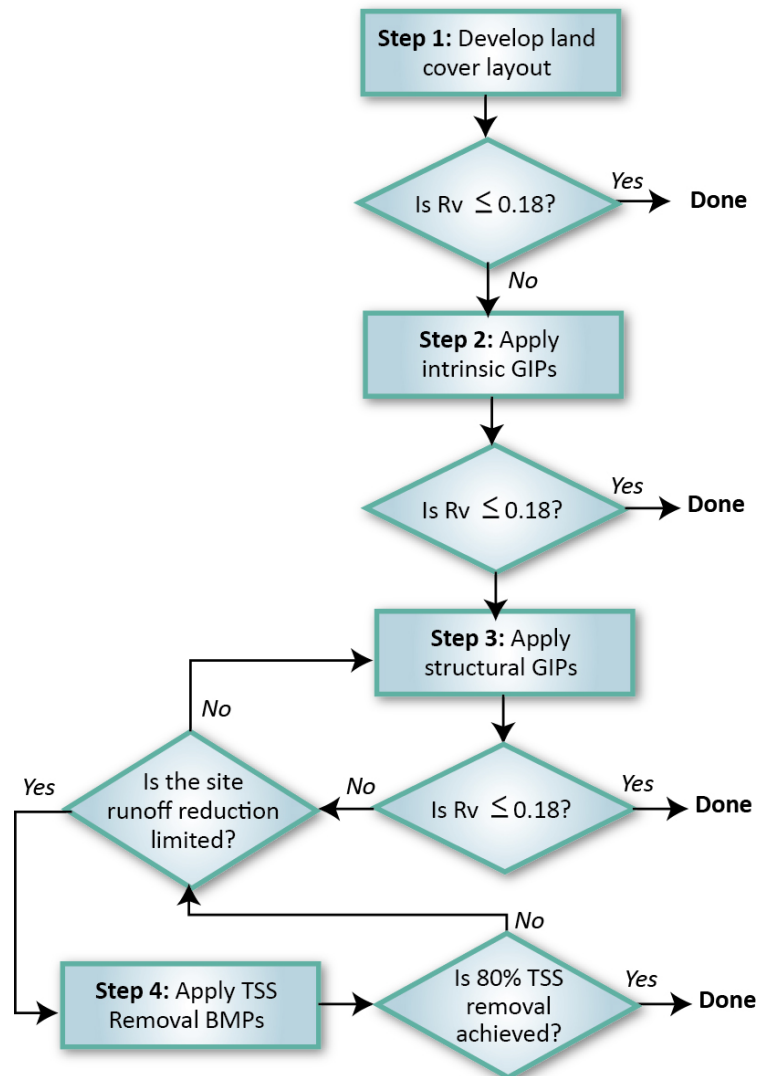 Step 1: Develop land
cover layout
Is Rv ≤ 0.18?
Yes
Done
No
Step 2: Apply
intrinsic GIPs
Is Rv ≤ 0.18?
Yes
Done
Step 3: Apply
structural GIPs
No
Is Rv ≤ 0.18?
Yes
Done
No
Is the site
runoff reduction
limited?
Yes
Step 4: Apply TSS
Removal BMPs
Is 80% TSS
removal
achieved?
No
Yes
Done